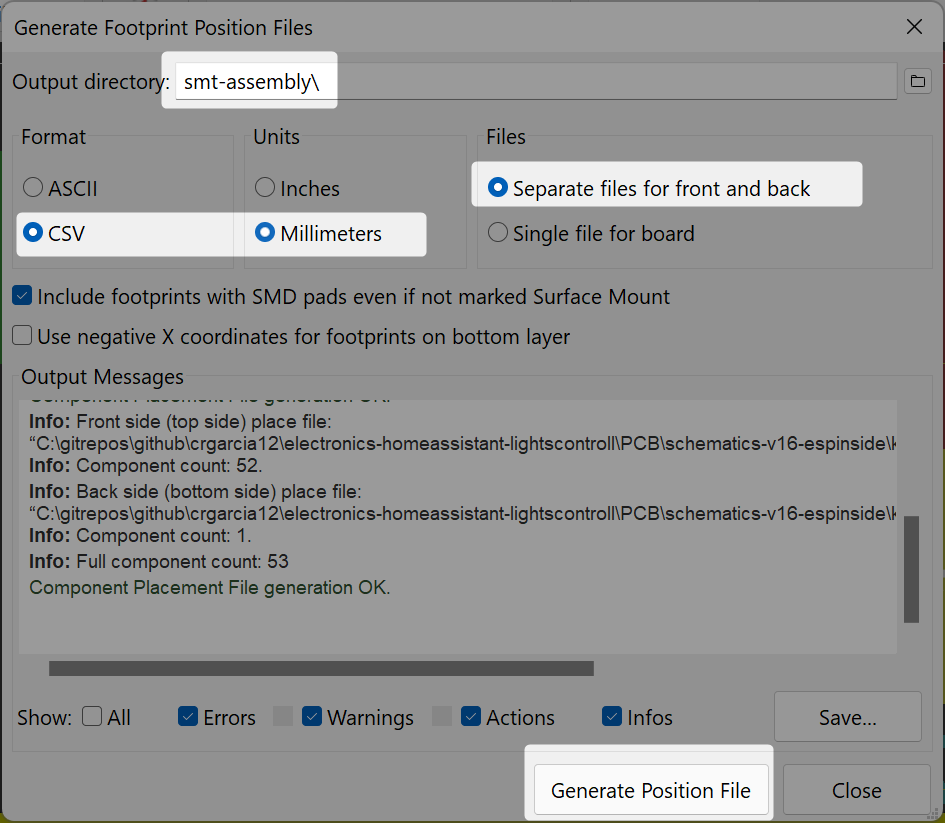 Generate Footprint Position Files
Output directory: smt-assembly\
Format
Units
Files
ASCII
Inches
Separate files for front and back
CSV
Millimeters
Single file for board
Include footprints with SMD pads even if not marked Surface Mount
Use negative X coordinates for footprints on bottom layer
Output Messages
Component Placement File generation OK.
Info: Front side (top side) place file:
“C:\gitrepos\github\crgarcia12\electronics-homeassistant-lightscontroll\PCB\schematics-v16-espinside\k
Info: Component count: 52.
Info: Back side (bottom side) place file:
“C:\gitrepos\github\crgarcia12\electronics-homeassistant-lightscontroll\PCB\schematics-v16-espinside\k
Info: Component count: 1.
Info: Full component count: 53
Component Placement File generation OK.
Show: All Errors Warnings Actions Infos Save...
Generate Position File Close